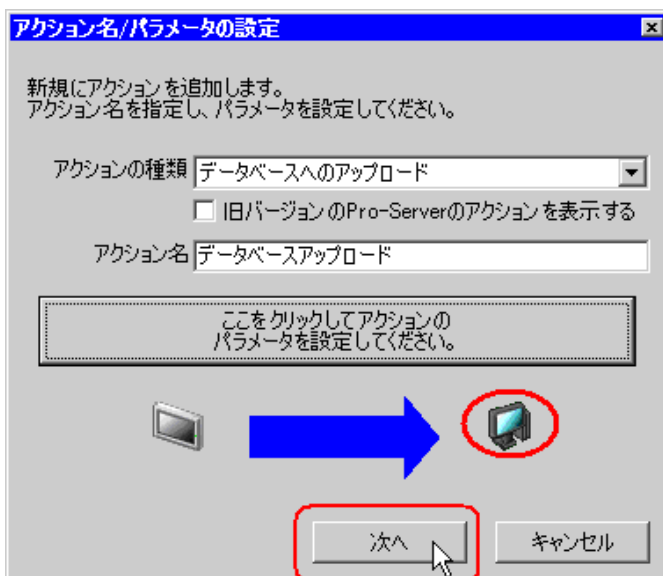 アクション名/パラメータの設定
新規にアクションを追加します。
アクション名を指定し、パラメータを設定してください。
アクションの種類 データベースへのアップロード
旧バージョンのPro-Serverのアクションを表示する
アクション名 データベースアップロード
ここをクリックしてアクションの
パラメータを設定してください。
次へ キャンセル